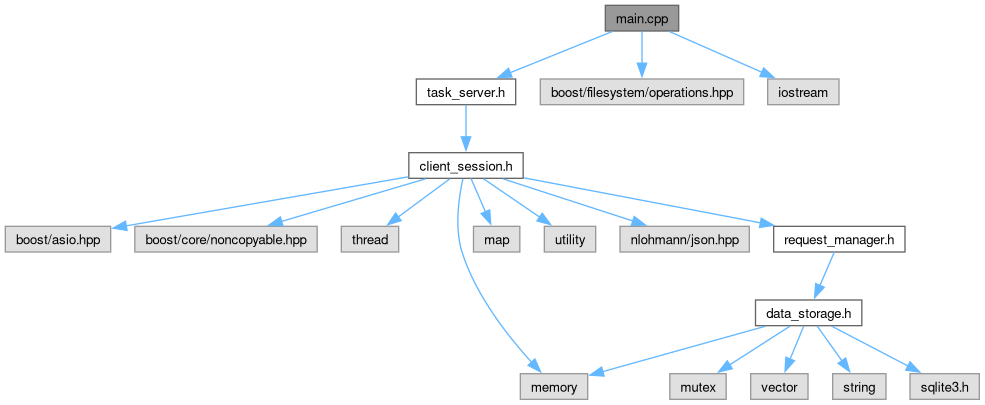 main.cpp
task_server.h
boost/filesystem/operations.hpp
iostream
client_session.h
boost/asio.hpp
boost/core/noncopyable.hpp
thread
map
utility
nlohmann/json.hpp
request_manager.h
data_storage.h
memory
mutex
vector
string
sqlite3.h